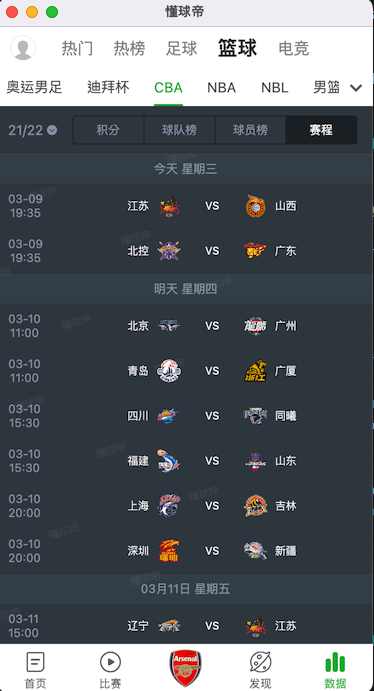 懂球帝
热门 热榜 足球 篮球 电竞
奥运男足 迪拜杯 CBA NBA NBL 男篮
21/22 积分 球队榜 球员榜 赛程
今天 星期三
03-09 19:35 江苏 VS 山西
03-09 19:35 北控 VS 广东
明天 星期四
03-10 11:00 北京 VS 广州
03-10 11:00 青岛 VS 广厦
03-10 15:30 四川 VS 同曦
03-10 15:30 福建 VS 山东
03-10 20:00 上海 VS 吉林
03-10 20:00 深圳 VS 新疆
03月11日 星期五
03-11 15:00 辽宁 VS 江苏
Arsenal
首页 比赛 发现 数据